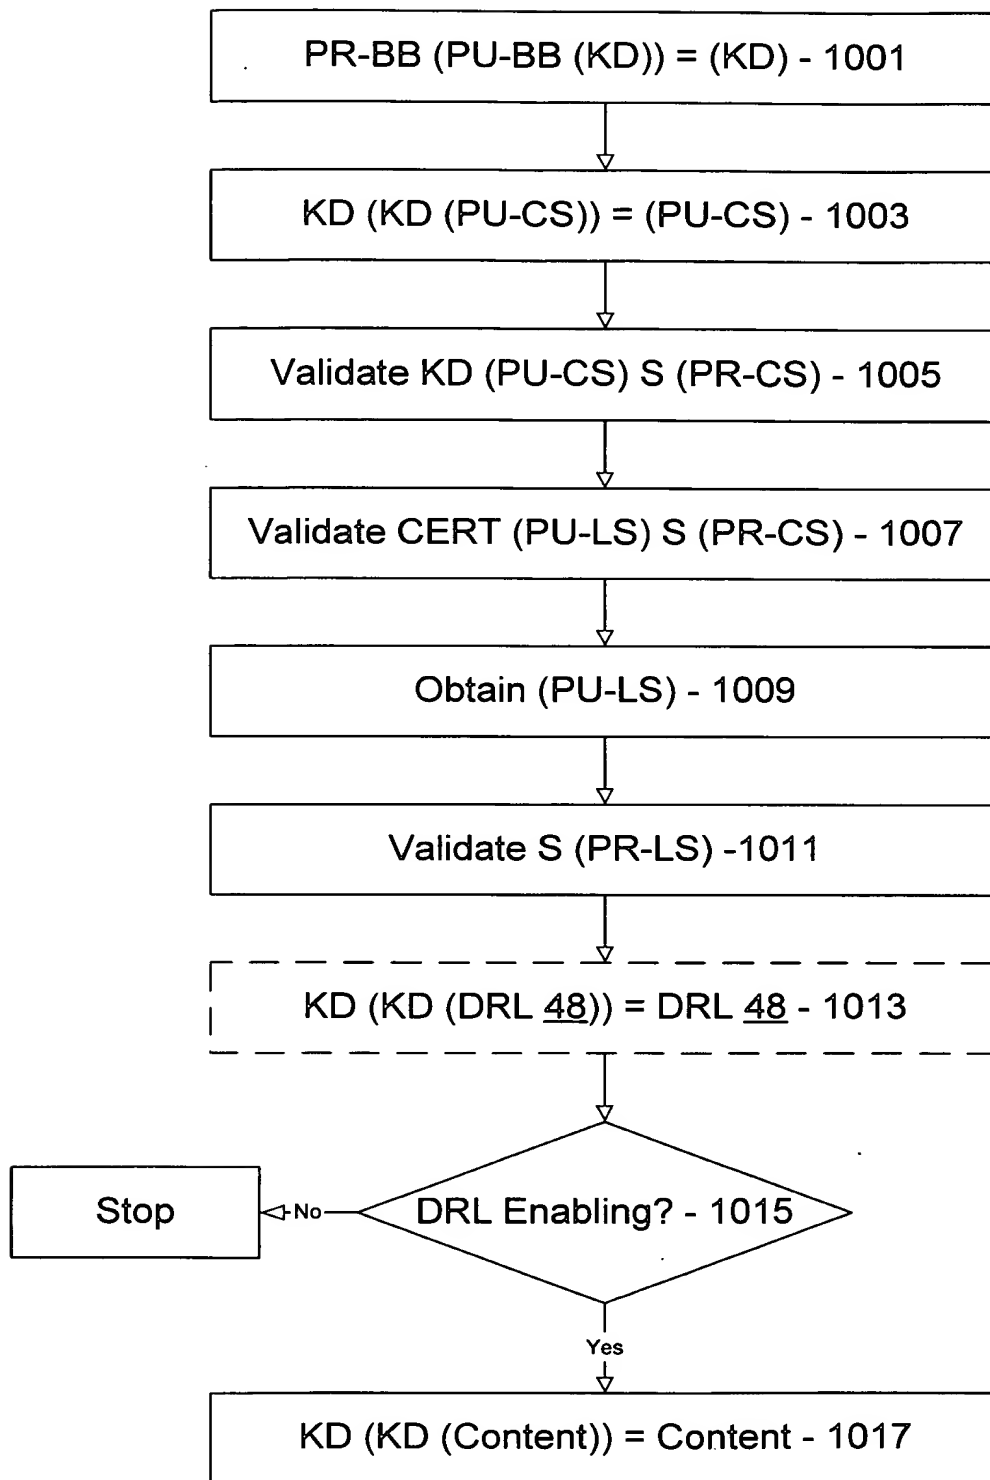 PR-BB (PU-BB (KD)) = (KD) - 1001
KD (KD (PU-CS)) = (PU-CS) - 1003
Validate KD (PU-CS) S (PR-CS) - 1005
Validate CERT (PU-LS) S (PR-CS) - 1007
Obtain (PU-LS) - 1009
Validate S (PR-LS) -1011
KD (KD (DRL 48)) = DRL 48 - 1013
DRL Enabling? - 1015
No
Stop
Yes
KD (KD (Content)) = Content - 1017